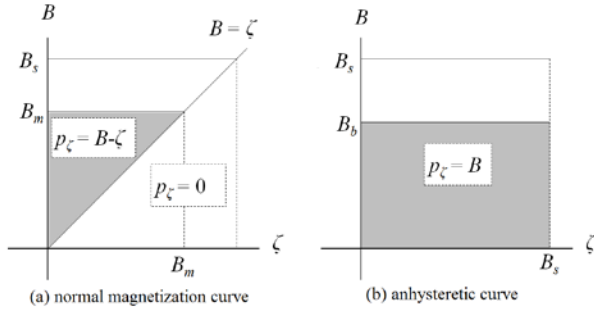 B
B = ζ
B_s
B_m
p_ζ = B-ζ
p_ζ = 0
ζ
B_m
(a) normal magnetization curve
B
B_s
B_b
p_ζ = B
ζ
B_s
(b) anhysteretic curve